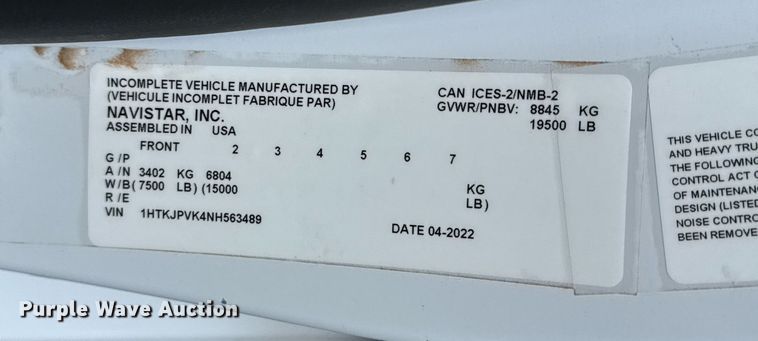 INCOMPLETE VEHICLE MANUFACTURED BY
(VEHICULE INCOMPLET FABRIQUE PAR)
NAVISTAR, INC.
ASSEMBLED IN USA
CAN ICES-2/NMB-2
GVWR/PNBV: 8845 KG
19500 LB
FRONT 2 3 4 5 6 7
G /P
A /N 3402 KG 6804 KG
W/B( 7500 LB) (15000 LB)
R /E
VIN 1HTKJPVK4NH563489
DATE 04-2022
THIS VEHICLE CO
AND HEAVY TRU
THE FOLLOWING
CONTROL ACT O
OF MAINTENAN
DESIGN (LISTED
NOISE CONTRO
BEEN REMOVE
Purple Wave Auction